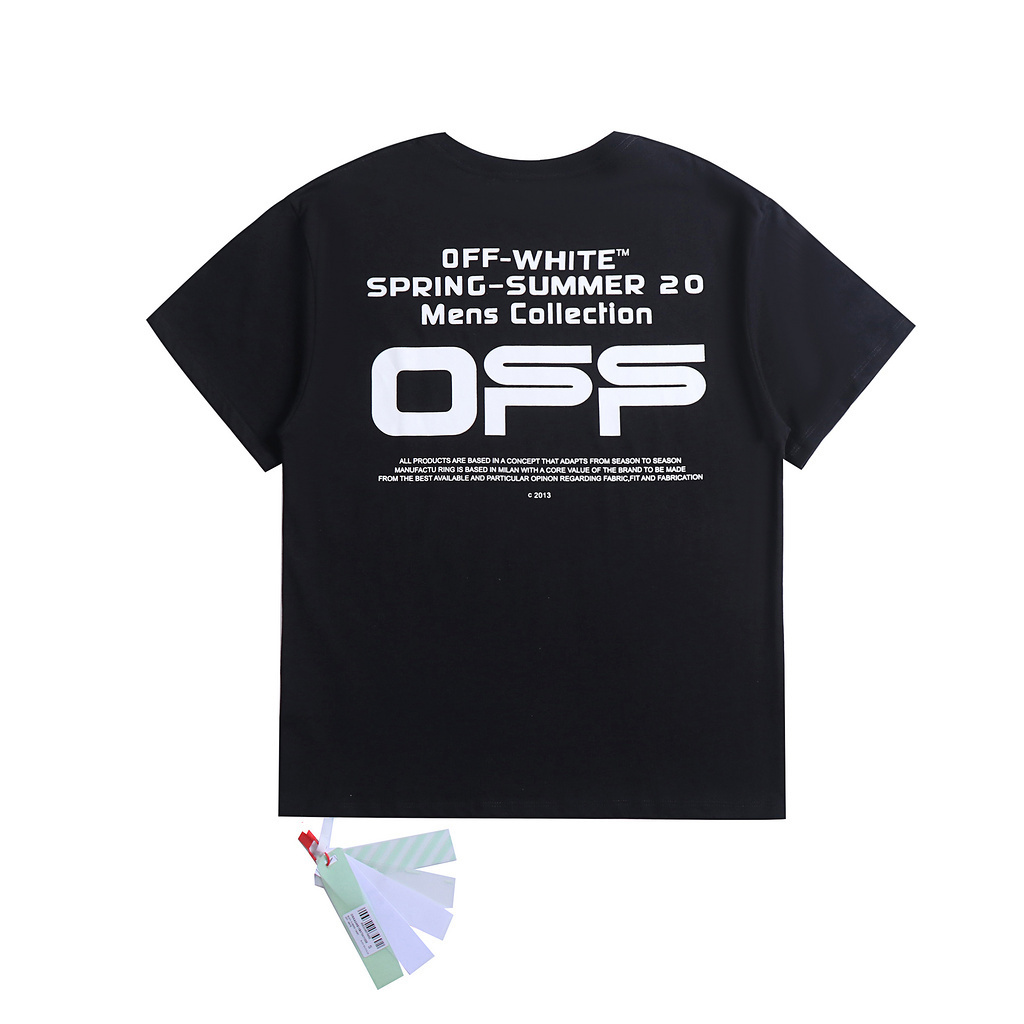 OFF-WHITE™
SPRING-SUMMER 20
Mens Collection
OFF
ALL PRODUCTS ARE BASED IN A CONCEPT THAT ADAPTS FROM SEASON TO SEASON
MANUFACTU RING IS BASED IN MILAN WITH A CORE VALUE OF THE BRAND TO BE MADE
FROM THE BEST AVAILABLE AND PARTICULAR OPINON REGARDING FABRIC,FIT AND FABRICATION
c 2013